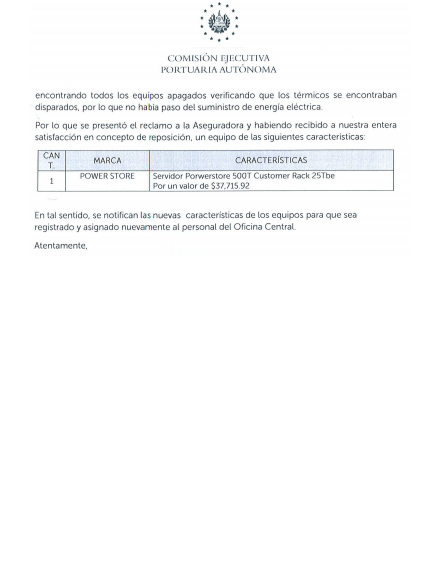 COMISIÓN EJECUTIVA
PORTUARIA AUTÓNOMA
encontrando todos los equipos apagados verificando que los térmicos se encontraban
disparados, por lo que no había paso del suministro de energía eléctrica.
Por lo que se presentó el reclamo a la Aseguradora y habiendo recibido a nuestra entera
satisfacción en concepto de reposición, un equipo de las siguientes características:
CAN
T.
MARCA
CARACTERÍSTICAS
1
POWER STORE
Servidor Porwerstore 500T Customer Rack 25Tbe
Por un valor de $37,715.92
En tal sentido, se notifican las nuevas características de los equipos para que sea
registrado y asignado nuevamente al personal del Oficina Central.
Atentamente,